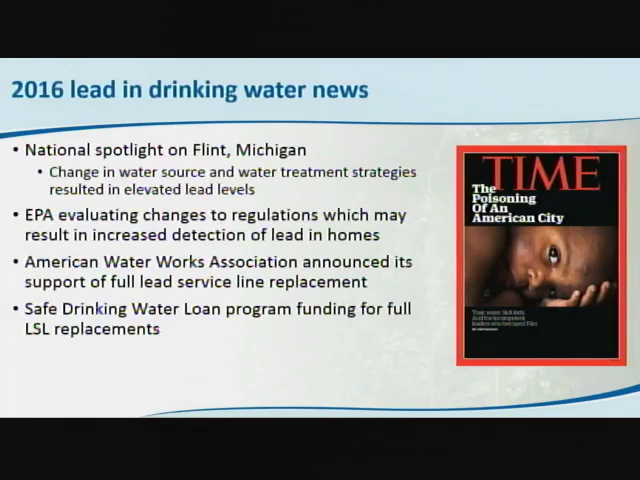 2016 lead in drinking water news
• National spotlight on Flint, Michigan
• Change in water source and water treatment strategies
resulted in elevated lead levels
• EPA evaluating changes to regulations which may
result in increased detection of lead in homes
• American Water Works Association announced its
support of full lead service line replacement
• Safe Drinking Water Loan program funding for full
LSL replacements
TIME
The
Poisoning
Of An
American City